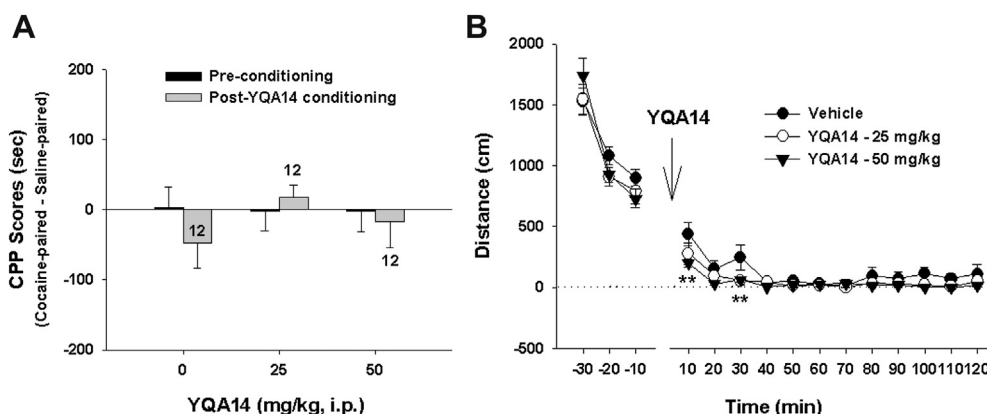 A
CPP Scores (sec)
(Cocaine-paired - Saline-paired)
200
100
0
-100
-200
Pre-conditioning
Post-YQA14 conditioning
12
12
12
0
25
50
YQA14 (mg/kg, i.p.)
B
Distance (cm)
2000
1500
1000
500
0
-500
YQA14
Vehicle
YQA14 - 25 mg/kg
YQA14 - 50 mg/kg
**
**
-30 -20 -10 10 20 30 40 50 60 70 80 90 100 110 120
Time (min)